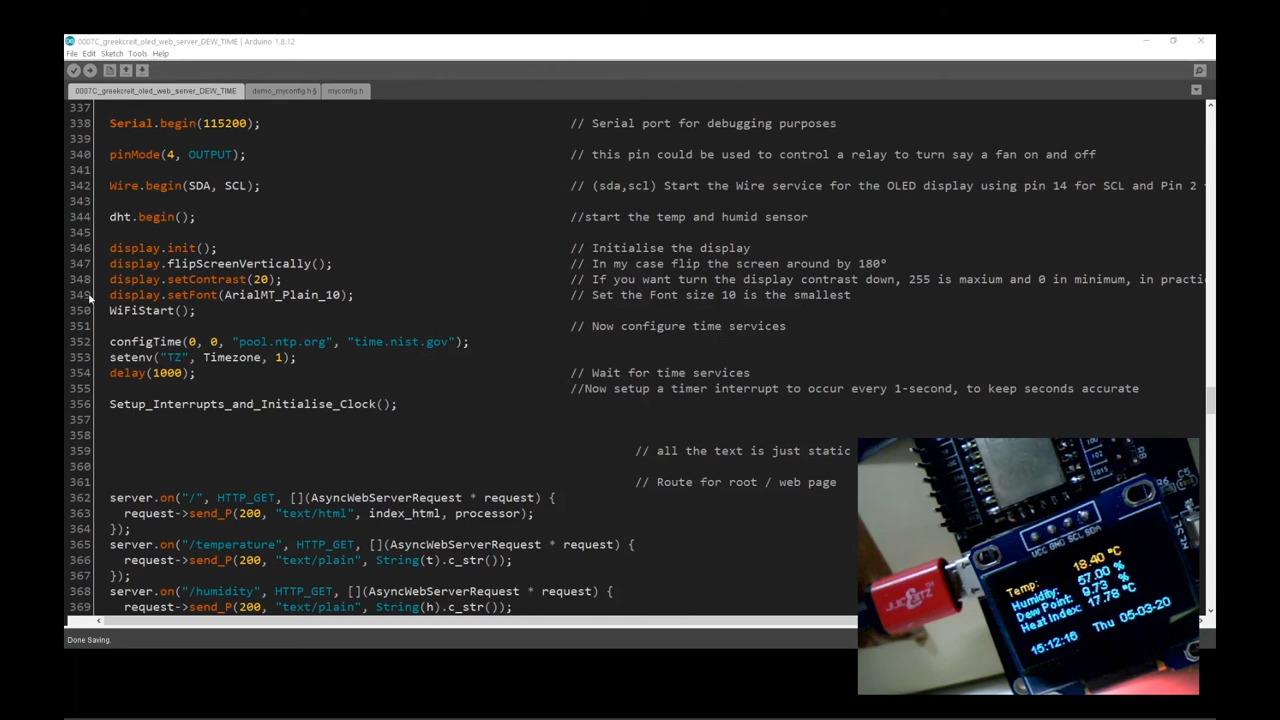 0007C_greekcreit_oled_web_server_DEW_TIME | Arduino 1.8.12
File Edit Sketch Tools Help
0007C_greekcreit_oled_web_server_DEW_TIME demo_myconfig.h § myconfig.h
337
338 Serial.begin(115200); // Serial port for debugging purposes
339
340 pinMode(4, OUTPUT); // this pin could be used to control a relay to turn say a fan on and off
341
342 Wire.begin(SDA, SCL); // (sda,scl) Start the Wire service for the OLED display using pin 14 for SCL and Pin 2
343
344 dht.begin(); //start the temp and humid sensor
345
346 display.init(); // Initialise the display
347 display.flipScreenVertically(); // In my case flip the screen around by 180°
348 display.setContrast(20); // If you want turn the display contrast down, 255 is maxium and 0 in minimum, in practic
349 display.setFont(ArialMT_Plain_10); // Set the Font size 10 is the smallest
350 WiFiStart();
351 // Now configure time services
352 configTime(0, 0, "pool.ntp.org", "time.nist.gov");
353 setenv("TZ", Timezone, 1);
354 delay(1000); // Wait for time services
355 //Now setup a timer interrupt to occur every 1-second, to keep seconds accurate
356 Setup_Interrupts_and_Initialise_Clock();
357
358
359 // all the text is just static
360
361 // Route for root / web page
362 server.on("/", HTTP_GET, [](AsyncWebServerRequest * request) {
363 request->send_P(200, "text/html", index_html, processor);
364 });
365 server.on("/temperature", HTTP_GET, [](AsyncWebServerRequest * request) {
366 request->send_P(200, "text/plain", String(t).c_str());
367 });
368 server.on("/humidity", HTTP_GET, [](AsyncWebServerRequest * request) {
369 request->send_P(200, "text/plain", String(h).c_str());
Done Saving.
VCC GND SCL SDA
Temp: 18.40 °C
Humidity: 57.00 %
Dew Point: 9.73 %
Heat Index: 17.78 °C
15:12:16 Thu 05-03-20